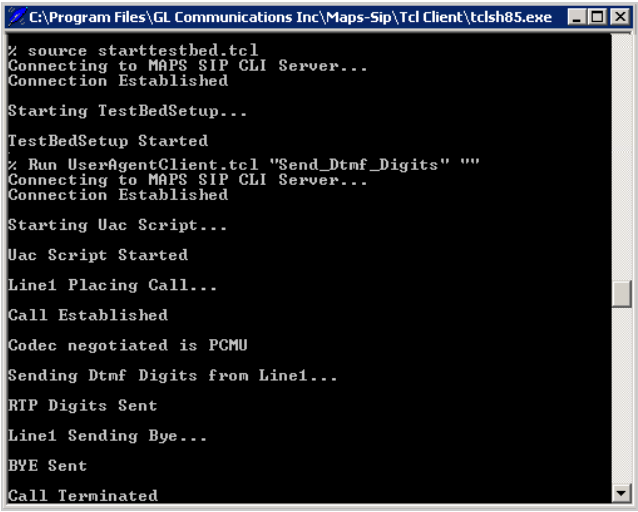 C:\Program Files\GL Communications Inc\Maps-Sip\Tcl Client\tclsh85.exe
% source starttestbed.tcl
Connecting to MAPS SIP CLI Server...
Connection Established
Starting TestBedSetup...
TestBedSetup Started
% Run UserAgentClient.tcl "Send_Dtmf_Digits" ""
Connecting to MAPS SIP CLI Server...
Connection Established
Starting Uac Script...
Uac Script Started
Line1 Placing Call...
Call Established
Codec negotiated is PCMU
Sending Dtmf Digits from Line1...
RTP Digits Sent
Line1 Sending Bye...
BYE Sent
Call Terminated